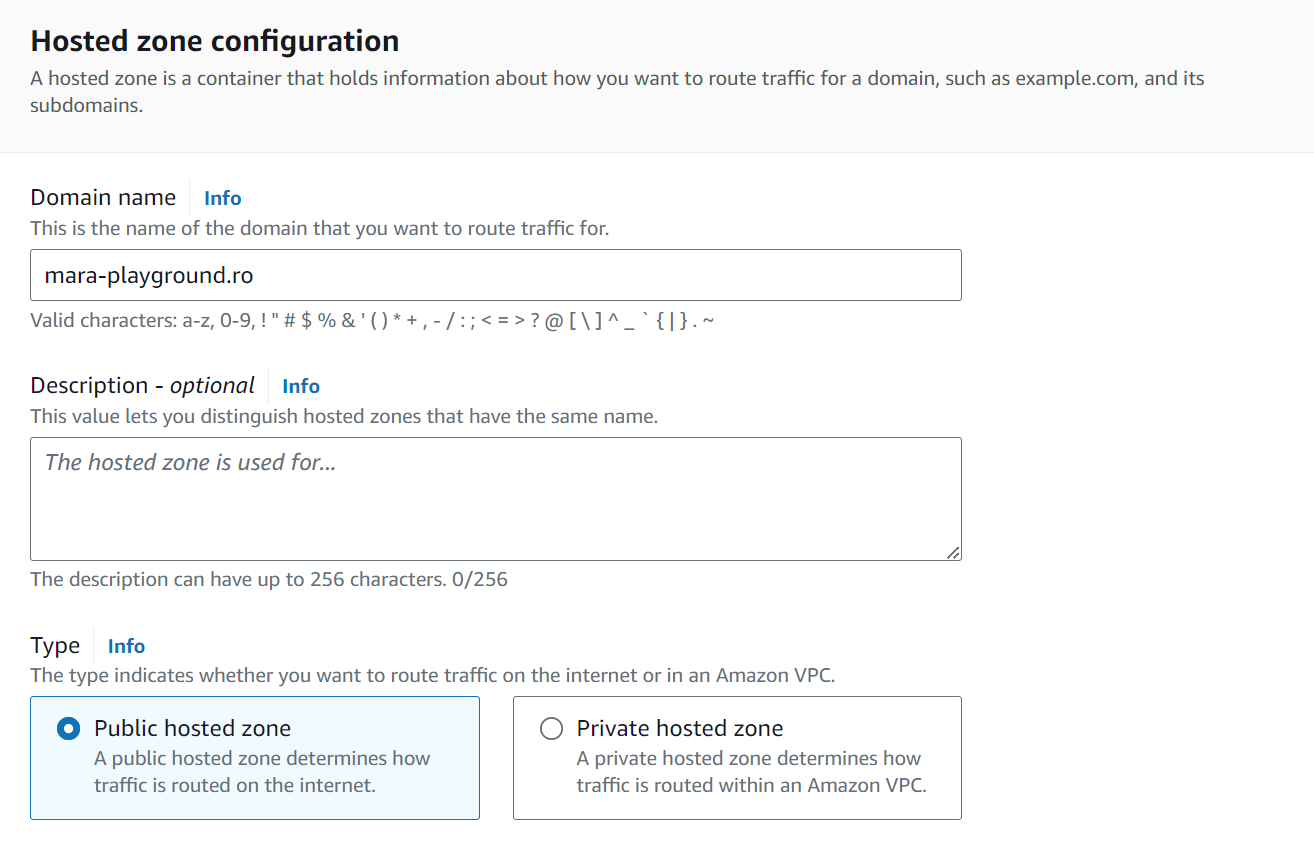 Hosted zone configuration
A hosted zone is a container that holds information about how you want to route traffic for a domain, such as example.com, and its
subdomains.
Domain name Info
This is the name of the domain that you want to route traffic for.
mara-playground.ro
Valid characters: a-z, 0-9, ! " # $ % & ' ( ) * + , - / : ; < = > ? @ [ \ ] ^ _ ` { | } . ~
Description - optional Info
This value lets you distinguish hosted zones that have the same name.
The hosted zone is used for...
The description can have up to 256 characters. 0/256
Type Info
The type indicates whether you want to route traffic on the internet or in an Amazon VPC.
Public hosted zone
A public hosted zone determines how
traffic is routed on the internet.
Private hosted zone
A private hosted zone determines how
traffic is routed within an Amazon VPC.